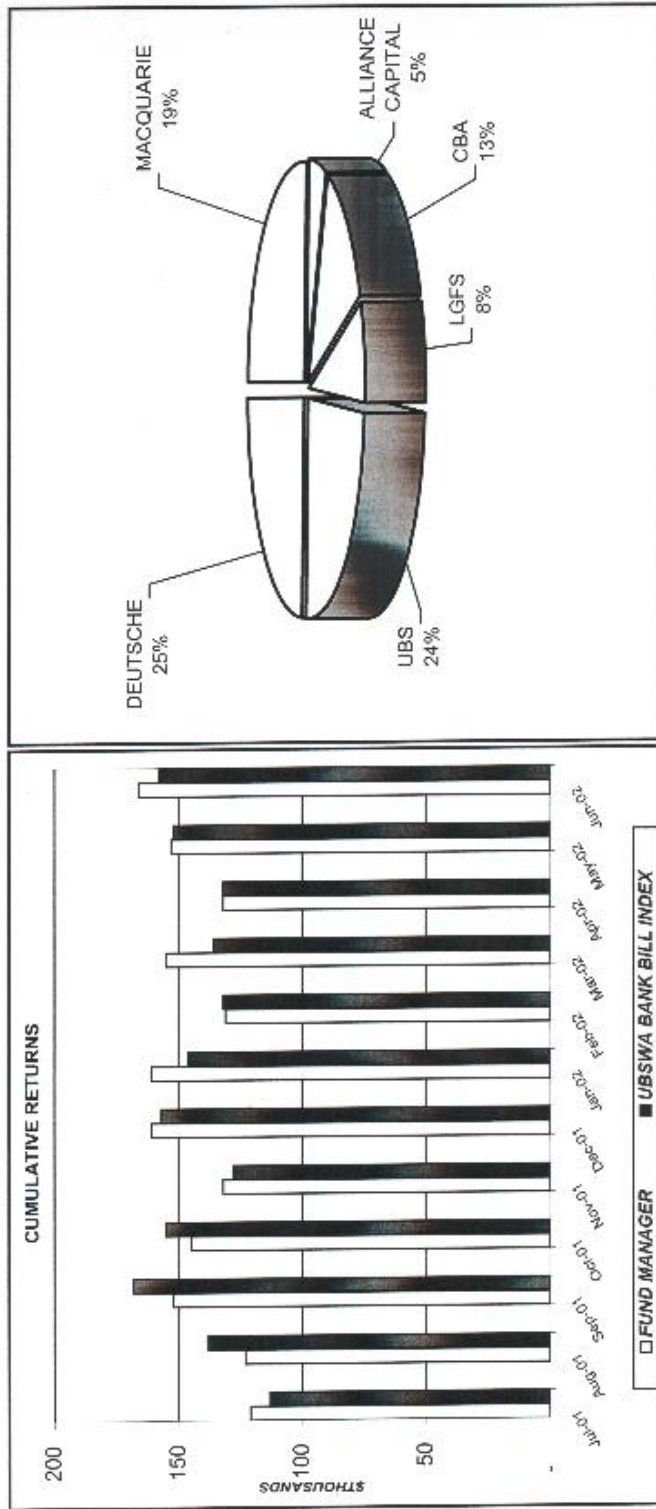 CUMULATIVE RETURNS
200
150
100
50
-
$THOUSANDS
Jul-01
Aug-01
Sep-01
Oct-01
Nov-01
Dec-01
Jan-02
Feb-02
Mar-02
Apr-02
May-02
Jun-02
FUND MANAGER
UBSWA BANK BILL INDEX
DEUTSCHE
25%
MACQUARIE
19%
ALLIANCE
CAPITAL
5%
CBA
13%
LGFS
8%
UBS
24%